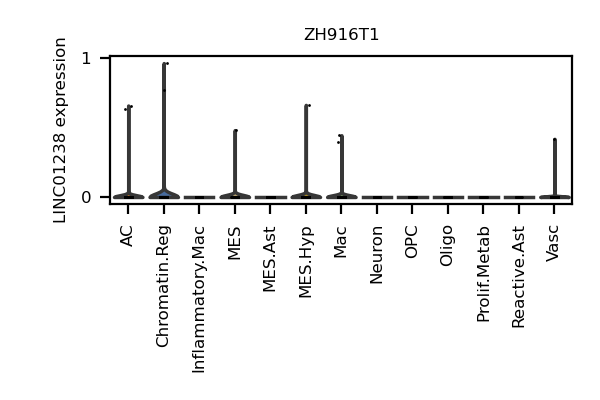 ZH916T1
LINC01238 expression
1
0
AC
Chromatin.Reg
Inflammatory.Mac
MES
MES.Ast
MES.Hyp
Mac
Neuron
OPC
Oligo
Prolif.Metab
Reactive.Ast
Vasc